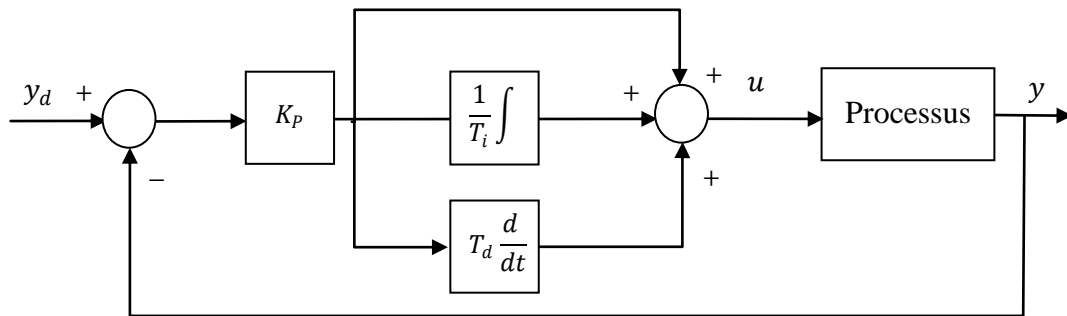 y_d +
−
K_P
1/T_i ∫
T_d d/dt
+
+
+
u
Processus
y